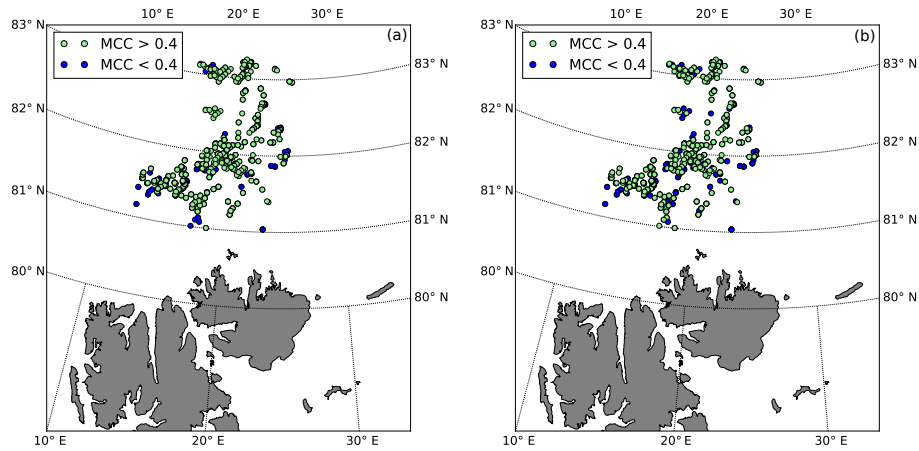 10° E 20° E 30° E 10° E 20° E 30° E
83° N (a) 83° N (b)
MCC > 0.4 MCC > 0.4
MCC < 0.4 MCC < 0.4
83° N 83° N
82° N 82° N
82° N 82° N
81° N 81° N
81° N 81° N
80° N 80° N
80° N 80° N
10° E 20° E 30° E 10° E 20° E 30° E